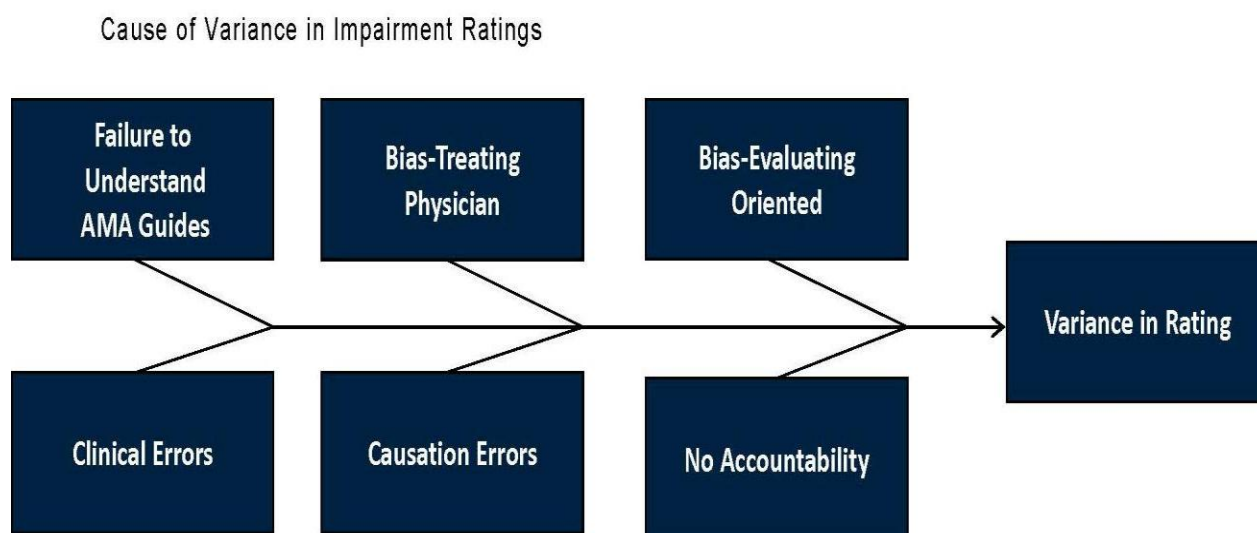 Cause of Variance in Impairment Ratings
Failure to
Understand
AMA Guides
Bias-Treating
Physician
Bias-Evaluating
Oriented
Variance in Rating
Clinical Errors
Causation Errors
No Accountability